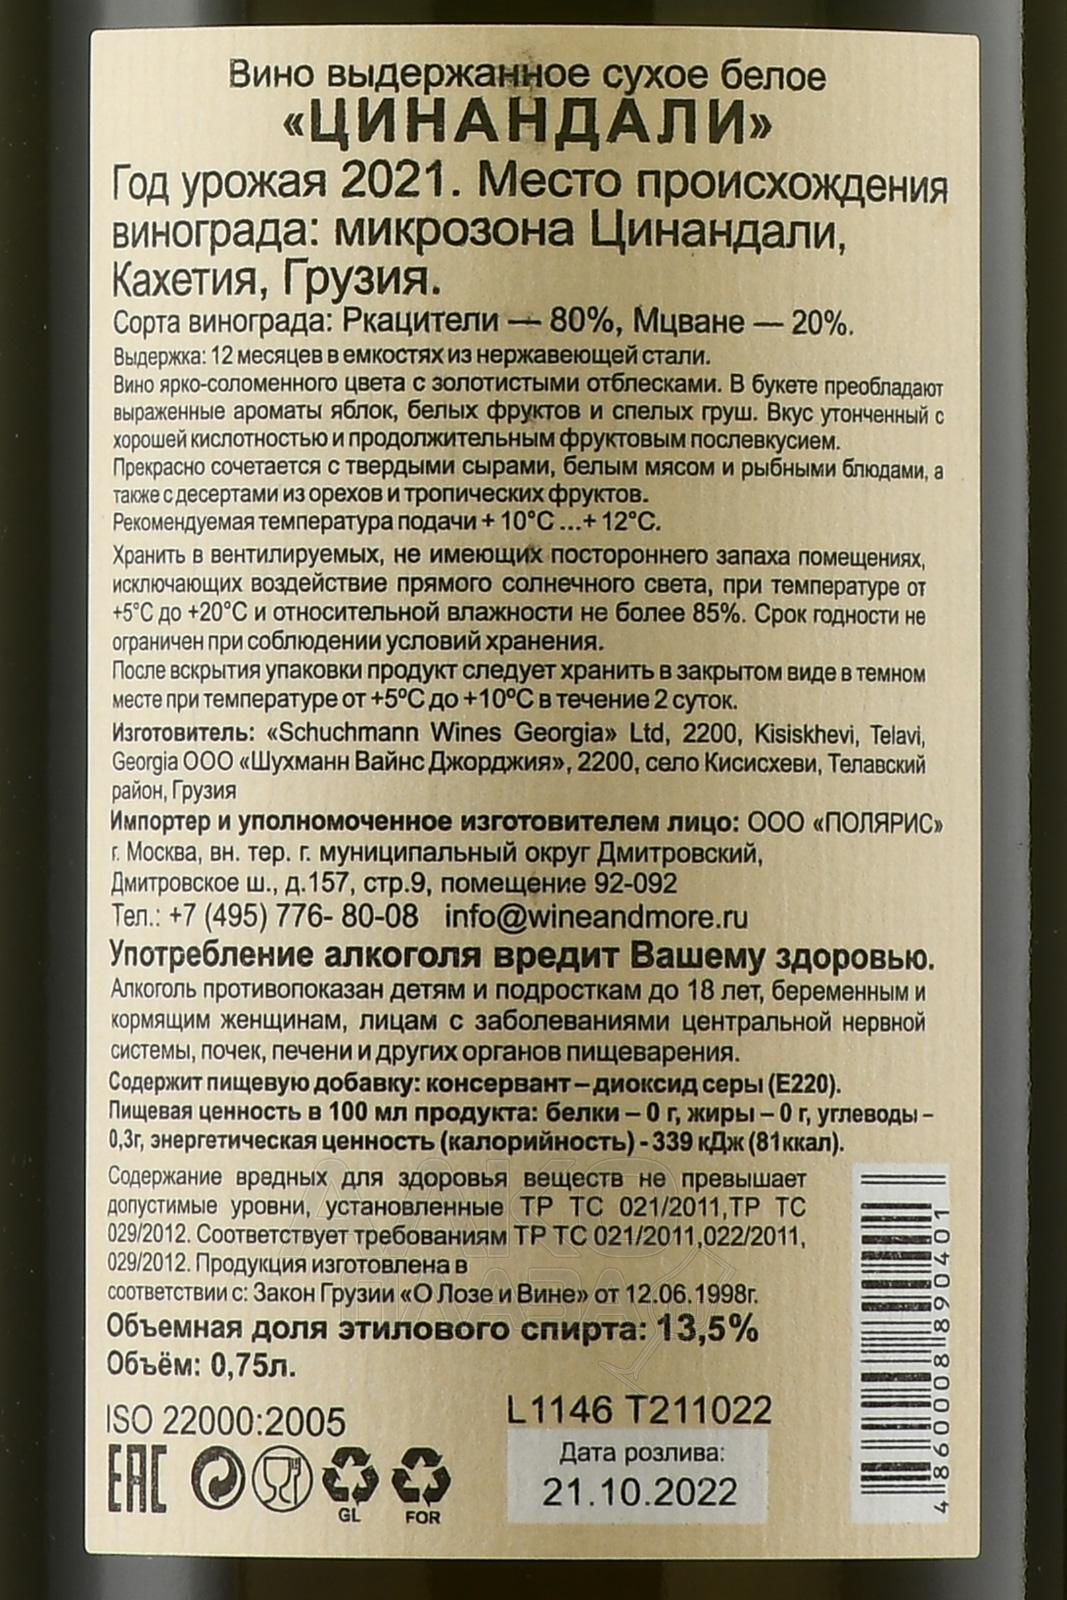 Вино выдержанное сухое белое
«ЦИНАНДАЛИ»
Год урожая 2021. Место происхождения
винограда: микрозона Цинандали,
Кахетия, Грузия.
Сорта винограда: Ркацители — 80%, Мцване — 20%.
Выдержка: 12 месяцев в емкостях из нержавеющей стали.
Вино ярко-соломенного цвета с золотистыми отблесками. В букете преобладают
выраженные ароматы яблок, белых фруктов и спелых груш. Вкус утонченный с
хорошей кислотностью и продолжительным фруктовым послевкусием.
Прекрасно сочетается с твердыми сырами, белым мясом и рыбными блюдами, а
также с десертами из орехов и тропических фруктов.
Рекомендуемая температура подачи + 10°С ...+ 12°С.
Хранить в вентилируемых, не имеющих постороннего запаха помещениях,
исключающих воздействие прямого солнечного света, при температуре от
+5°С до +20°С и относительной влажности не более 85%. Срок годности не
ограничен при соблюдении условий хранения.
После вскрытия упаковки продукт следует хранить в закрытом виде в темном
месте при температуре от +5ºС до +10ºС в течение 2 суток.
Изготовитель: «Schuchmann Wines Georgia» Ltd, 2200, Kisiskhevi, Telavi,
Georgia ООО «Шухманн Вайнс Джорджия», 2200, село Кисисхеви, Телавский
район, Грузия
Импортер и уполномоченное изготовителем лицо: ООО «ПОЛЯРИС»
г. Москва, вн. тер. г. муниципальный округ Дмитровский,
Дмитровское ш., д.157, стр.9, помещение 92-092
Тел.: +7 (495) 776- 80-08 info@wineandmore.ru
Употребление алкоголя вредит Вашему здоровью.
Алкоголь противопоказан детям и подросткам до 18 лет, беременным и
кормящим женщинам, лицам с заболеваниями центральной нервной
системы, почек, печени и других органов пищеварения.
Содержит пищевую добавку: консервант – диоксид серы (Е220).
Пищевая ценность в 100 мл продукта: белки – 0 г, жиры – 0 г, углеводы –
0,3г, энергетическая ценность (калорийность) - 339 кДж (81ккал).
Содержание вредных для здоровья веществ не превышает
допустимые уровни, установленные ТР ТС 021/2011,ТР ТС
029/2012. Соответствует требованиям ТР ТС 021/2011,022/2011,
029/2012. Продукция изготовлена в
соответствии с: Закон Грузии «О Лозе и Вине» от 12.06.1998г.
Объемная доля этилового спирта: 13,5%
Объём: 0,75л.
ISO 22000:2005
L1146 T211022
Дата розлива:
21.10.2022
EAC
GL
FOR
4860008890401